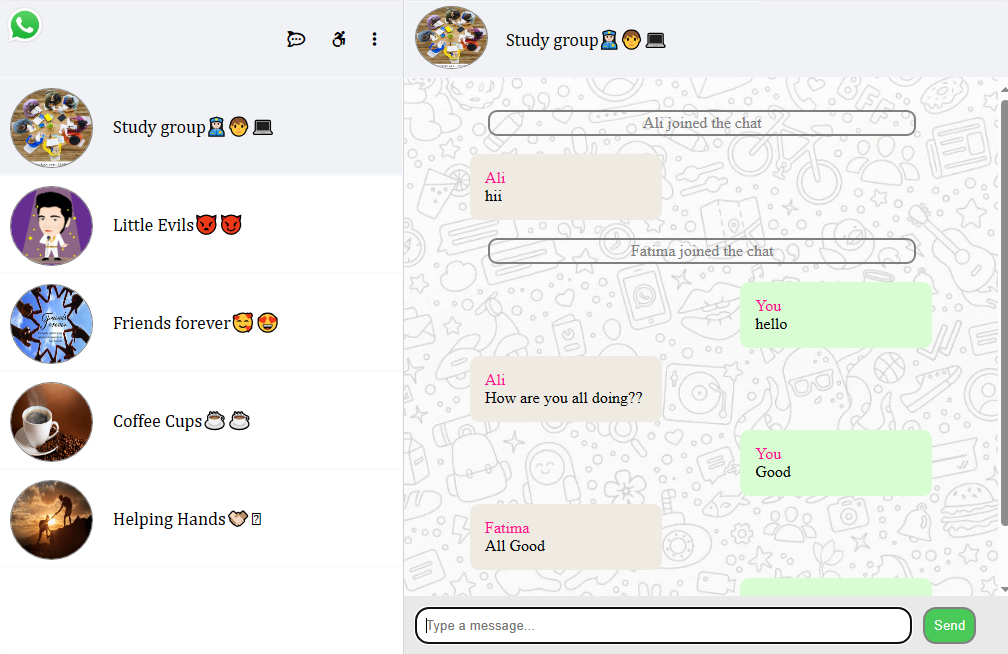 Study group👮🏻‍♀️🧑💻
Little Evils👿😈
Friends forever🥰😍
Friends
Forever
Coffee Cups☕☕
Helping Hands
Study group👮🏻‍♀️🧑💻
Ali joined the chat
Ali
hii
Fatima joined the chat
You
hello
Ali
How are you all doing??
You
Good
Fatima
All Good
Type a message...
Send